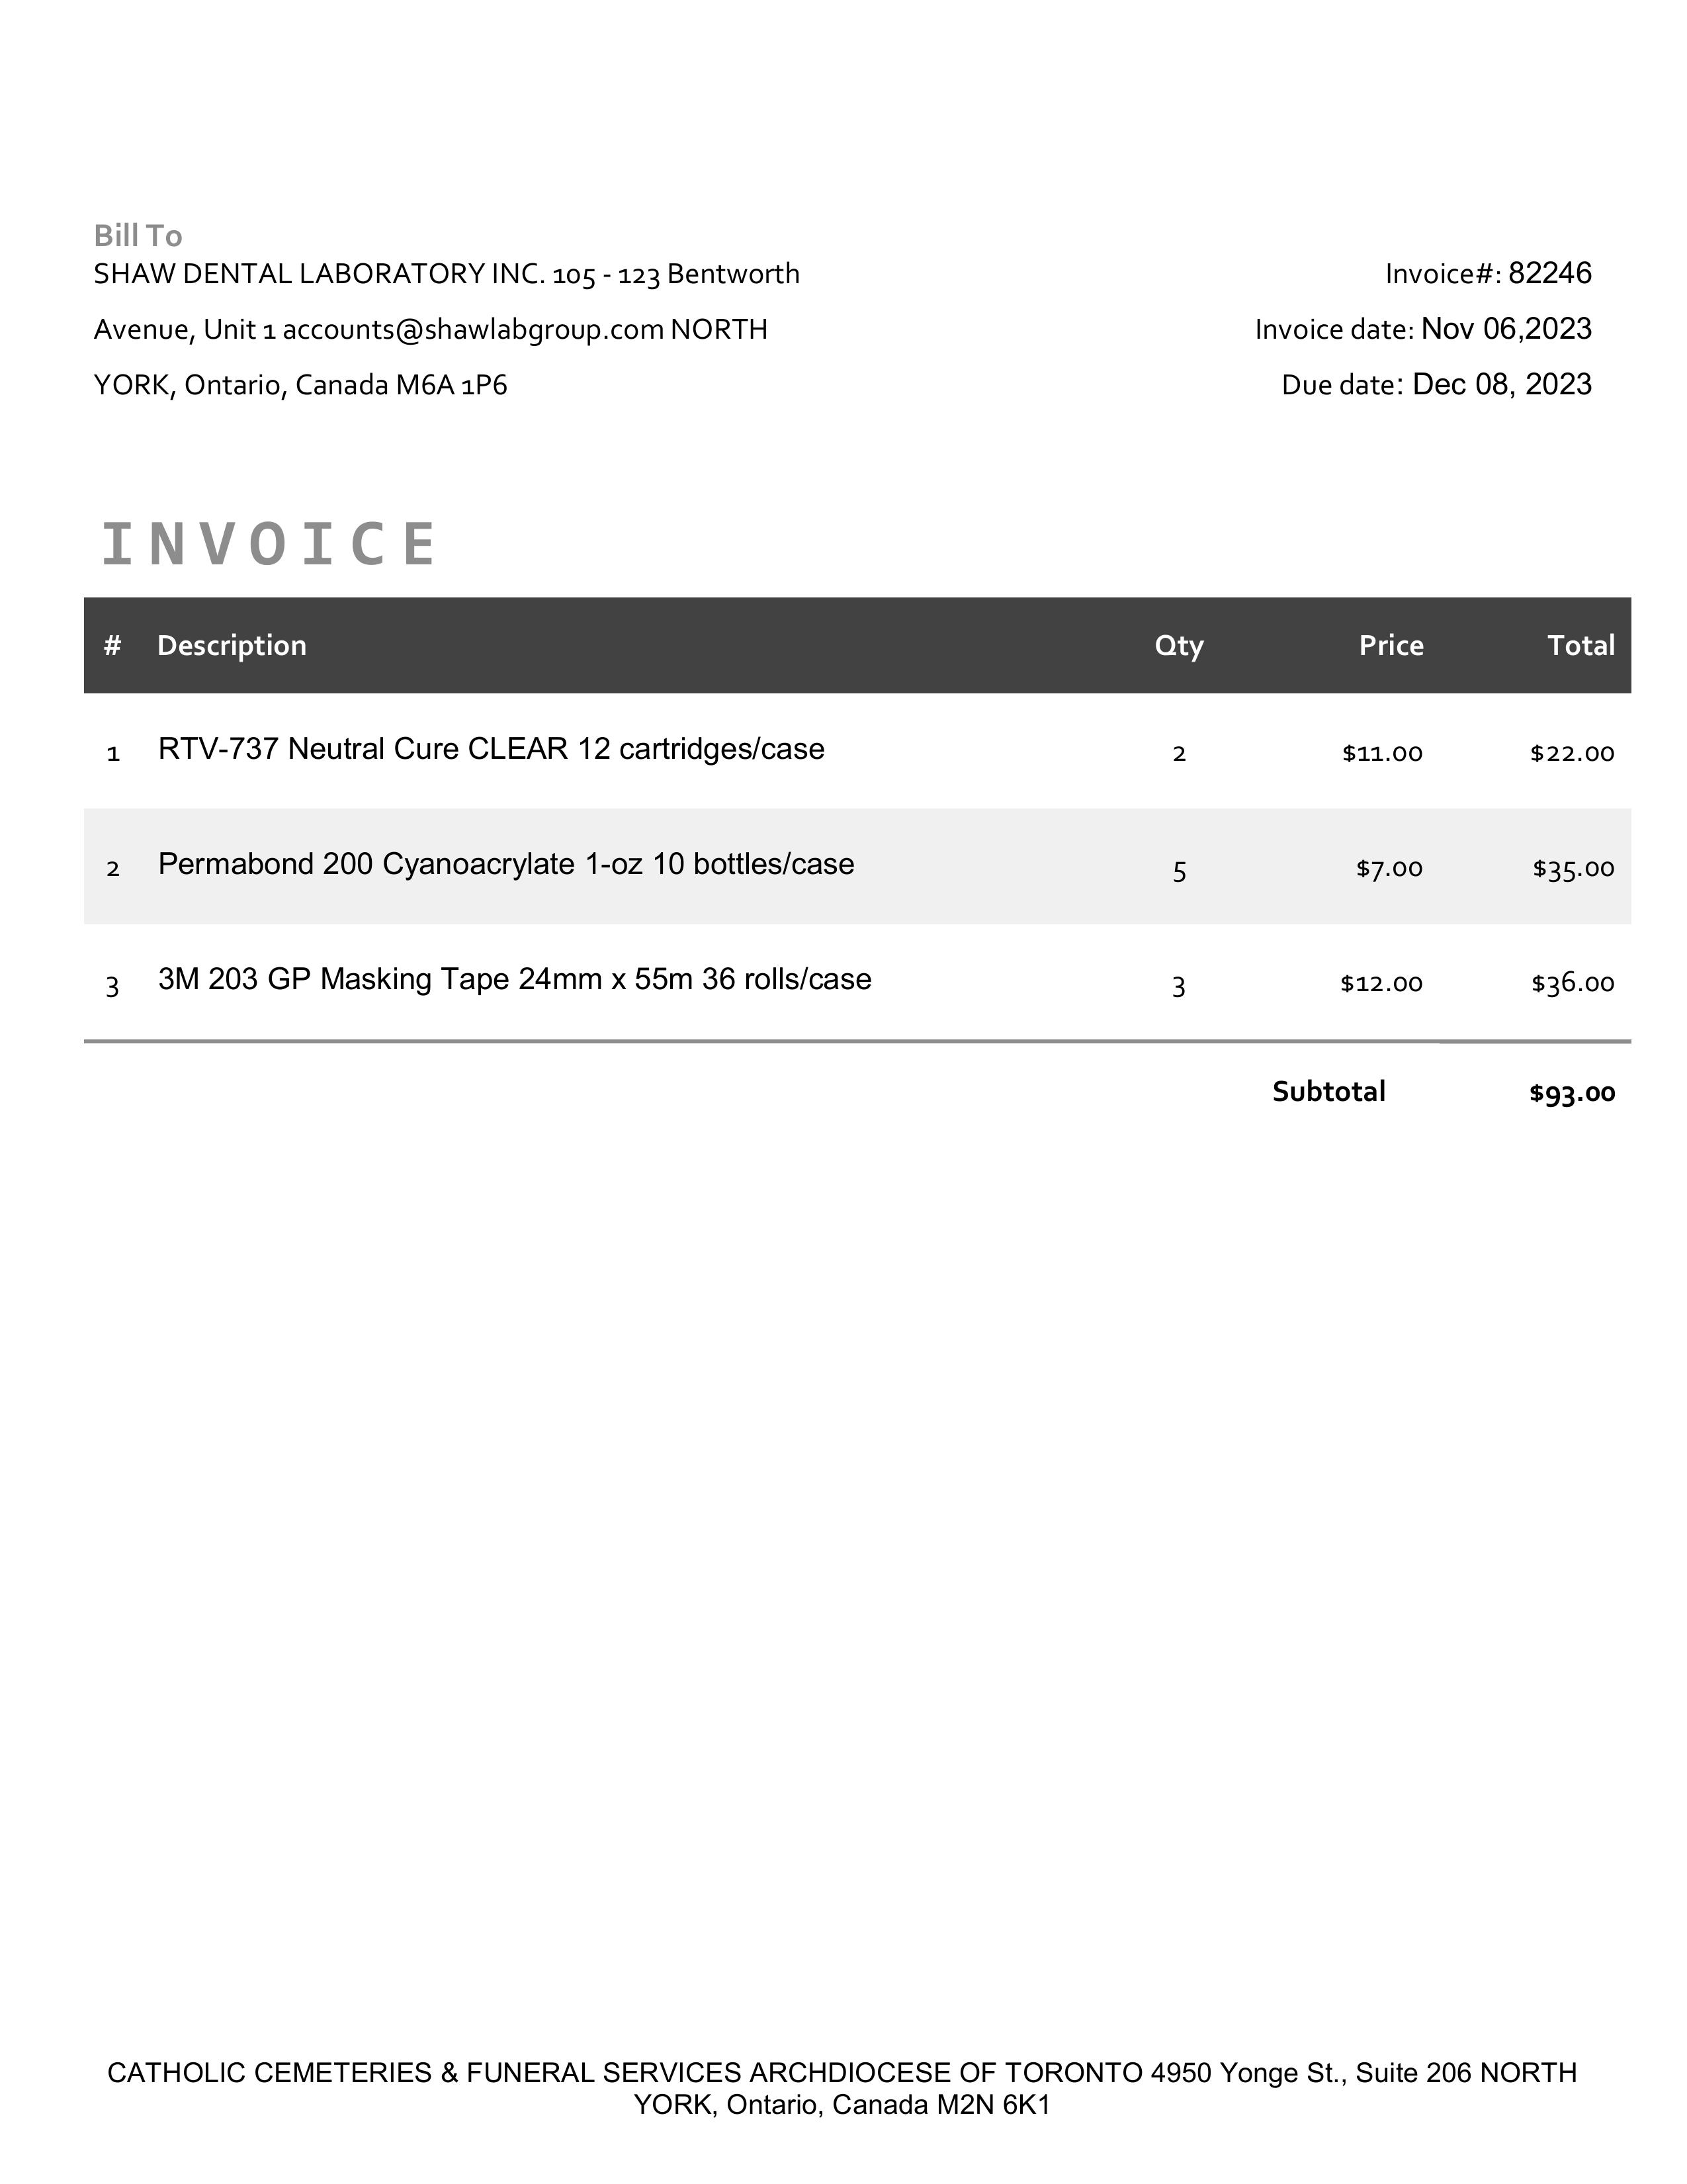 Bill To
SHAW DENTAL LABORATORY INC. 105 - 123 Bentworth
Avenue, Unit 1 accounts@shawlabgroup.com NORTH
YORK, Ontario, Canada M6A 1P6
Invoice#: 82246
Invoice date: Nov 06,2023
Due date: Dec 08, 2023
INVOICE
# Description Qty Price Total
1 RTV-737 Neutral Cure CLEAR 12 cartridges/case 2 $11.00 $22.00
2 Permabond 200 Cyanoacrylate 1-oz 10 bottles/case 5 $7.00 $35.00
3 3M 203 GP Masking Tape 24mm x 55m 36 rolls/case 3 $12.00 $36.00
Subtotal $93.00
CATHOLIC CEMETERIES & FUNERAL SERVICES ARCHDIOCESE OF TORONTO 4950 Yonge St., Suite 206 NORTH
YORK, Ontario, Canada M2N 6K1